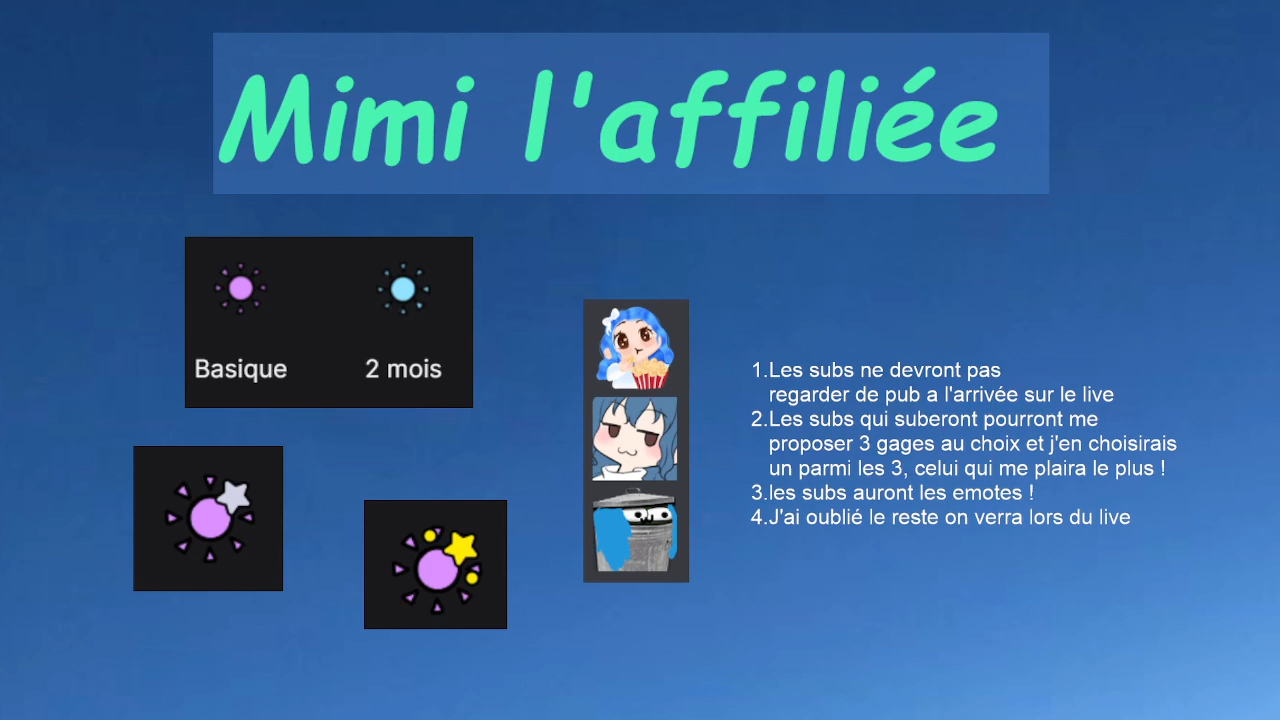 Mimi l'affiliée
Basique
2 mois
1.Les subs ne devront pas
regarder de pub a l'arrivée sur le live
2.Les subs qui suberont pourront me
proposer 3 gages au choix et j'en choisirais
un parmi les 3, celui qui me plaira le plus !
3.les subs auront les emotes !
4.J'ai oublié le reste on verra lors du live